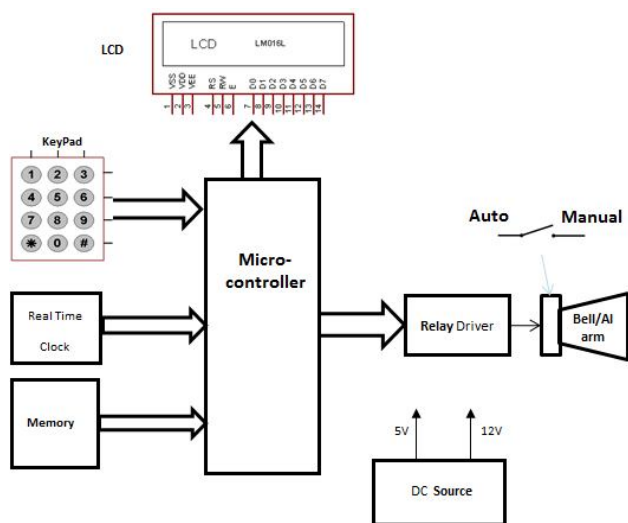 LCD
LCD LM016L
VSS VDD VEE RS RW E D0 D1 D2 D3 D4 D5 D6 D7
1 2 3 4 5 6 7 8 9 10 11 12 13 14
KeyPad
1 2 3
4 5 6
7 8 9
* 0 #
Micro-
controller
Auto Manual
Real Time
Clock
Relay Driver
Bell/Al
arm
Memory
5V 12V
DC Source